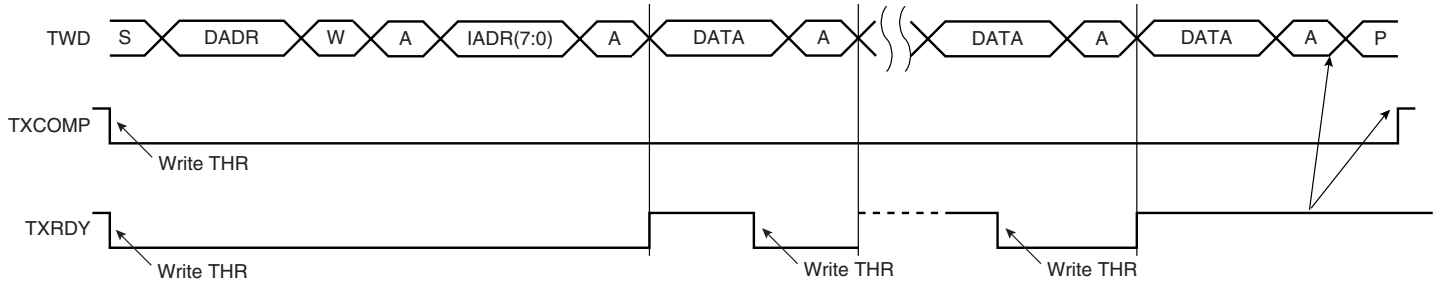 TWD S DADR W A IADR(7:0) A DATA A DATA A DATA A P
TXCOMP
Write THR
TXRDY
Write THR Write THR Write THR